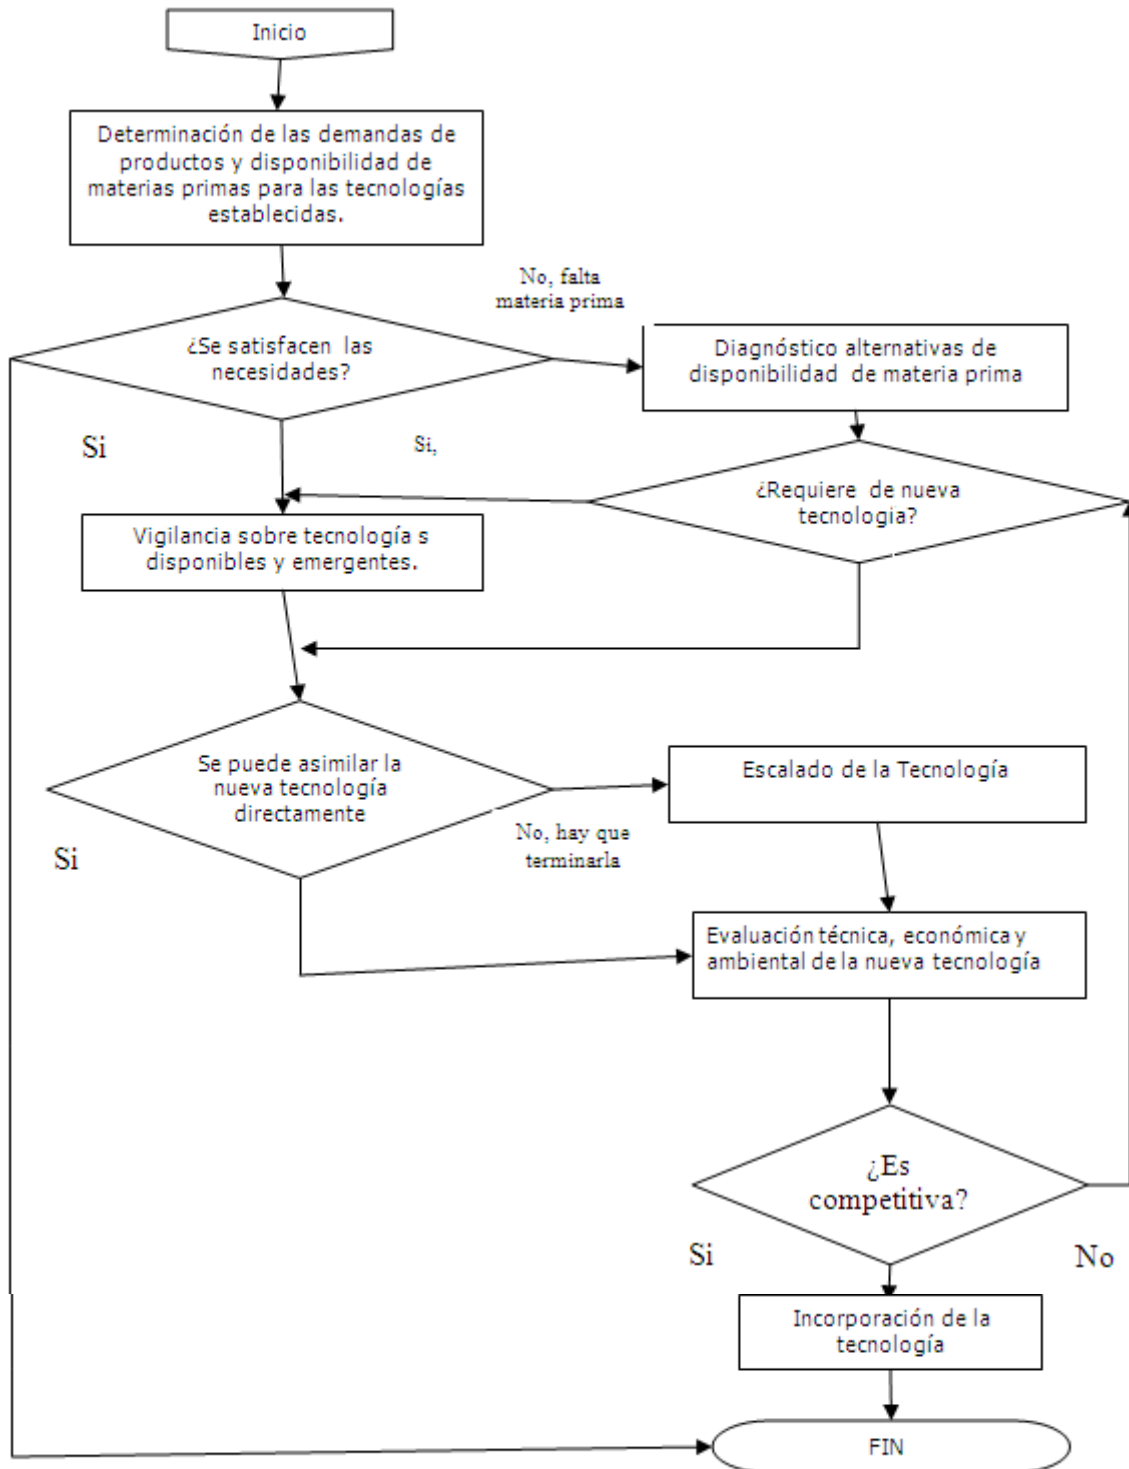 Inicio
Determinación de las demandas de
productos y disponibilidad de
materias primas para las tecnologías
establecidas.
No, falta
materia prima
¿Se satisfacen las
necesidades?
Diagnóstico alternativas de
disponibilidad de materia prima
Si
Si,
¿Requiere de nueva
tecnologia?
Vigilancia sobre tecnología s
disponibles y emergentes.
Se puede asimilar la
nueva tecnología
directamente
Escalado de la Tecnología
No, hay que
terminarla
Si
Evaluación técnica, económica y
ambiental de la nueva tecnología
¿Es
competitiva?
Si
No
Incorporación de la
tecnología
FIN